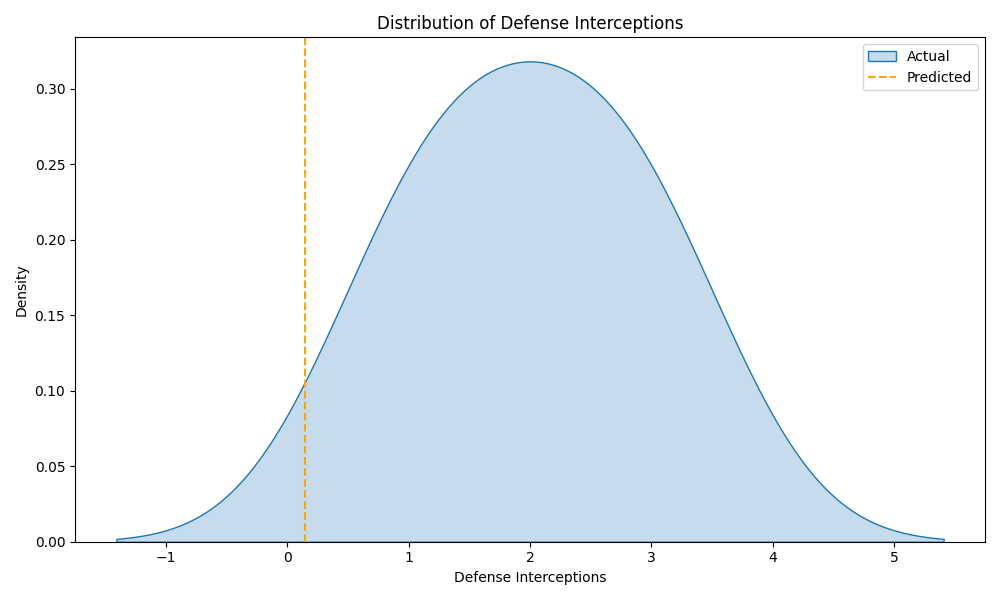 Distribution of Defense Interceptions
Actual
Predicted
Density
0.30
0.25
0.20
0.15
0.10
0.05
0.00
−1
0
1
2
3
4
5
Defense Interceptions